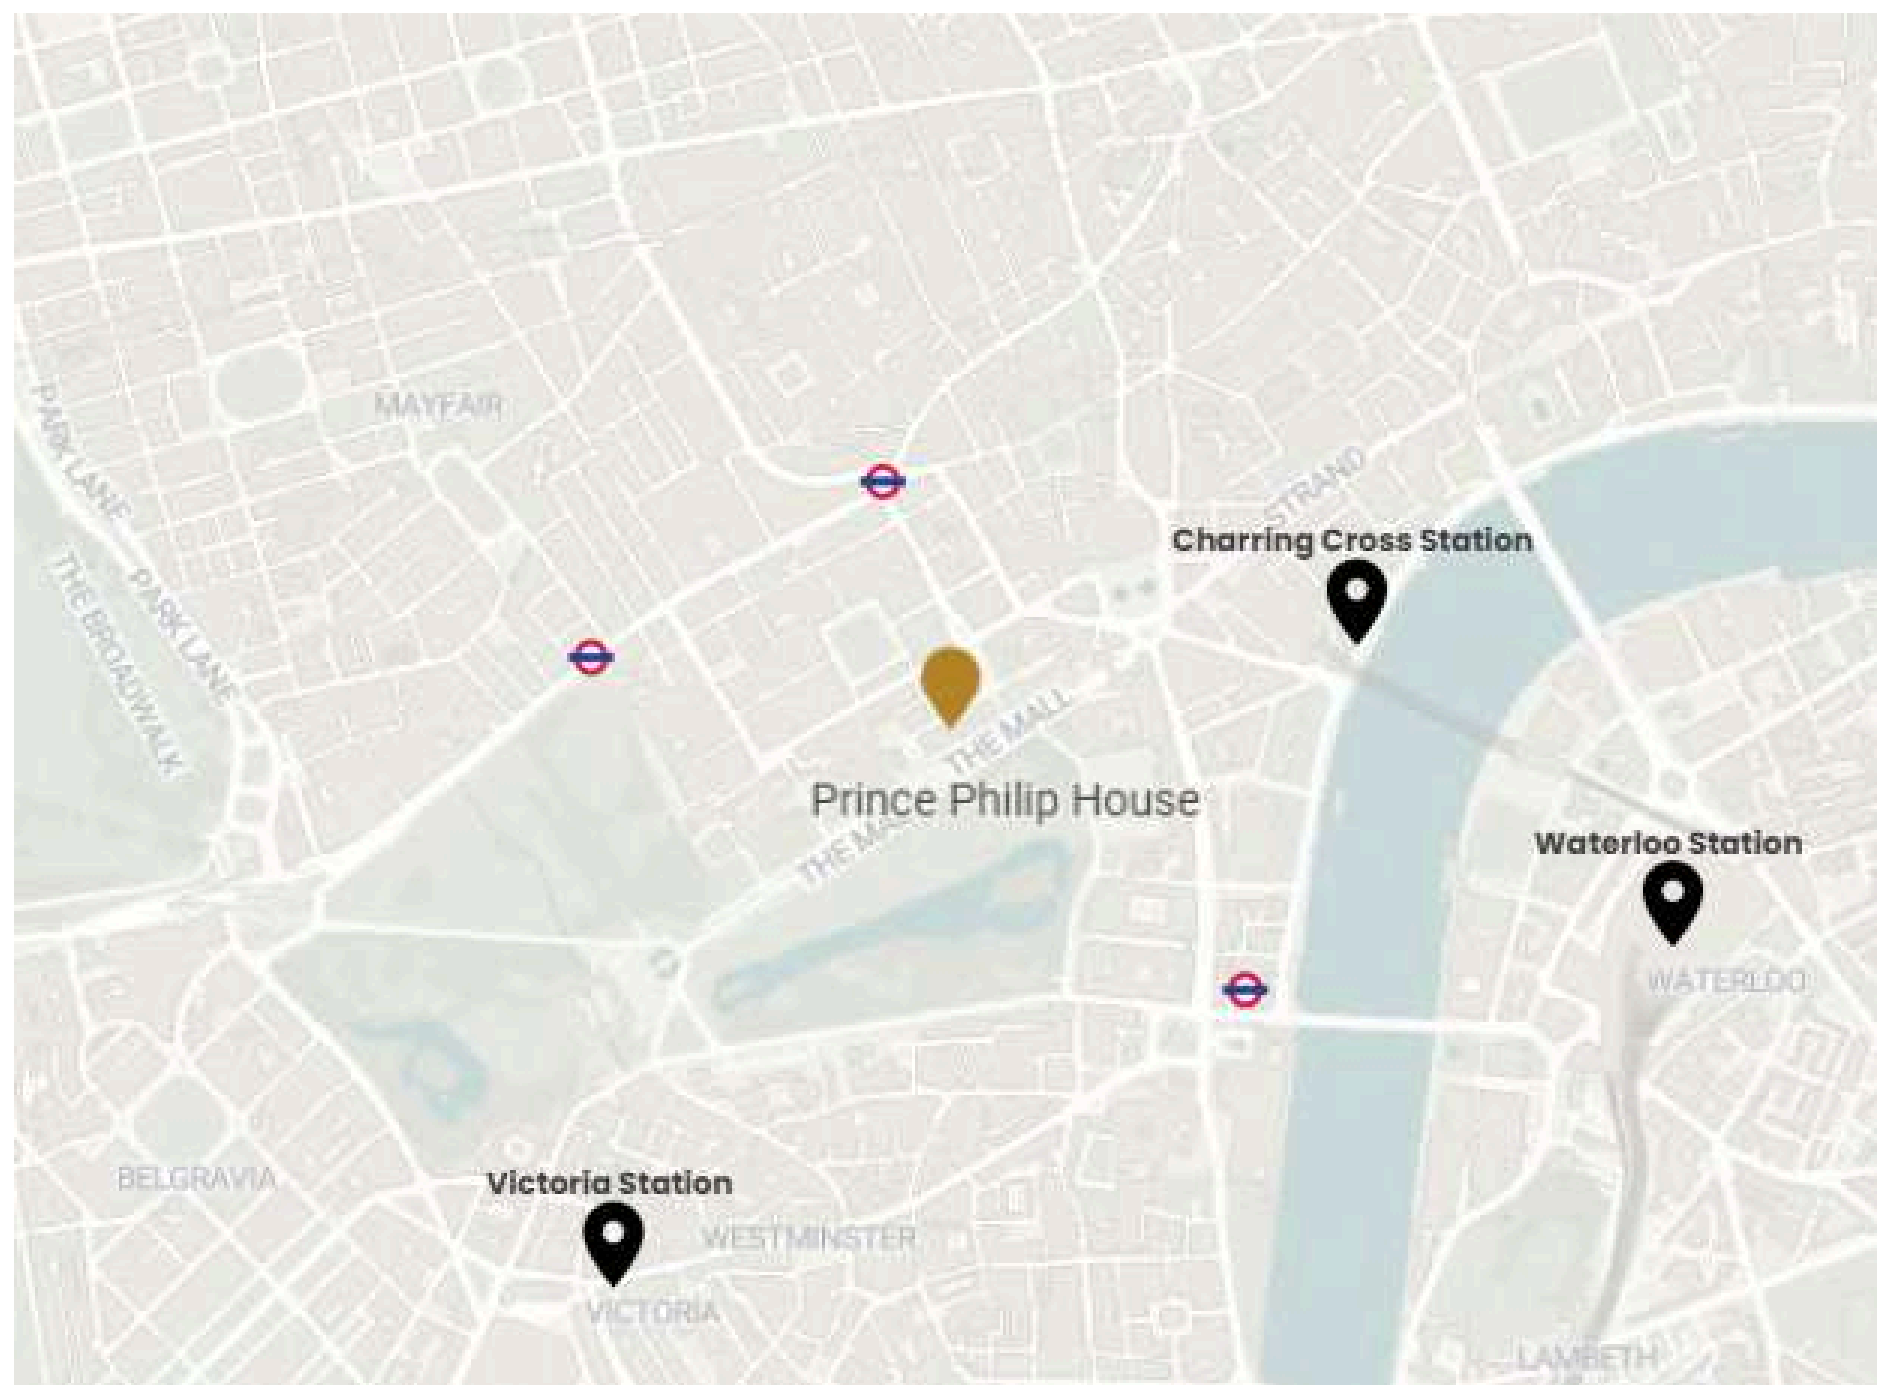 MAYFAIR
PARK LANE
STRAND
Charring Cross Station
THE BROADWALK
PARK LANE
THE MALL
Prince Philip House
THE MALL
Waterloo Station
WATERLOO
BELGRAVIA
Victoria Station
WESTMINSTER
VICTORIA
LAMBETH